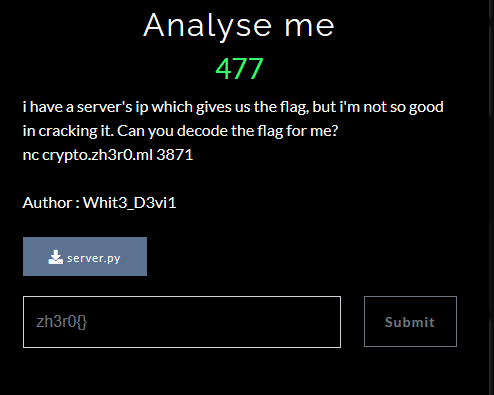 Analyse me
477
i have a server's ip which gives us the flag, but i'm not so good
in cracking it. Can you decode the flag for me?
nc crypto.zh3r0.ml 3871
Author : Whit3_D3vi1
server.py
zh3r0{}
Submit